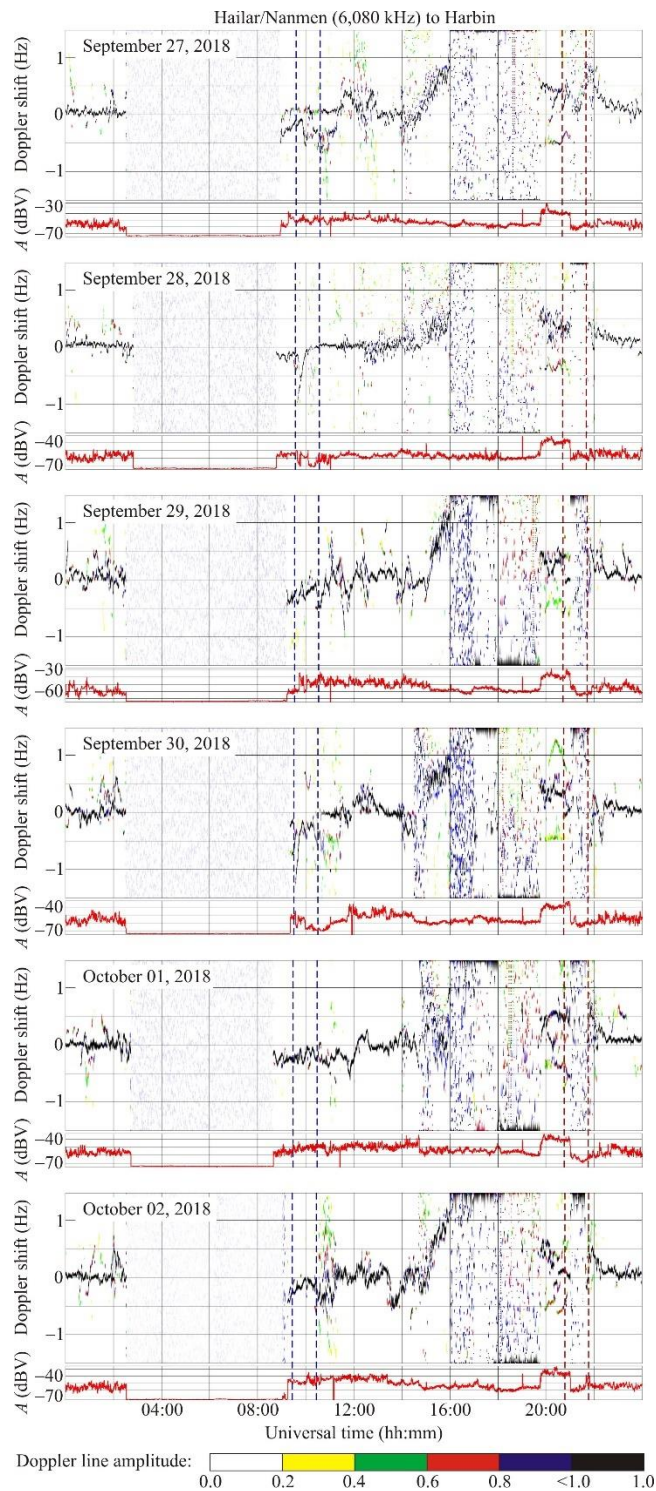 Hailar/Nanmen (6,080 kHz) to Harbin
September 27, 2018
Doppler shift (Hz)
1
0
−1
A (dBV)
−30
−70
September 28, 2018
Doppler shift (Hz)
1
0
−1
A (dBV)
−40
−70
September 29, 2018
Doppler shift (Hz)
1
0
−1
A (dBV)
−30
−60
September 30, 2018
Doppler shift (Hz)
1
0
−1
A (dBV)
−40
−70
October 01, 2018
Doppler shift (Hz)
1
0
−1
A (dBV)
−40
−70
October 02, 2018
Doppler shift (Hz)
1
0
−1
A (dBV)
−40
−70
04:00 08:00 12:00 16:00 20:00
Universal time (hh:mm)
Doppler line amplitude:
0.0 0.2 0.4 0.6 0.8 <1.0 1.0